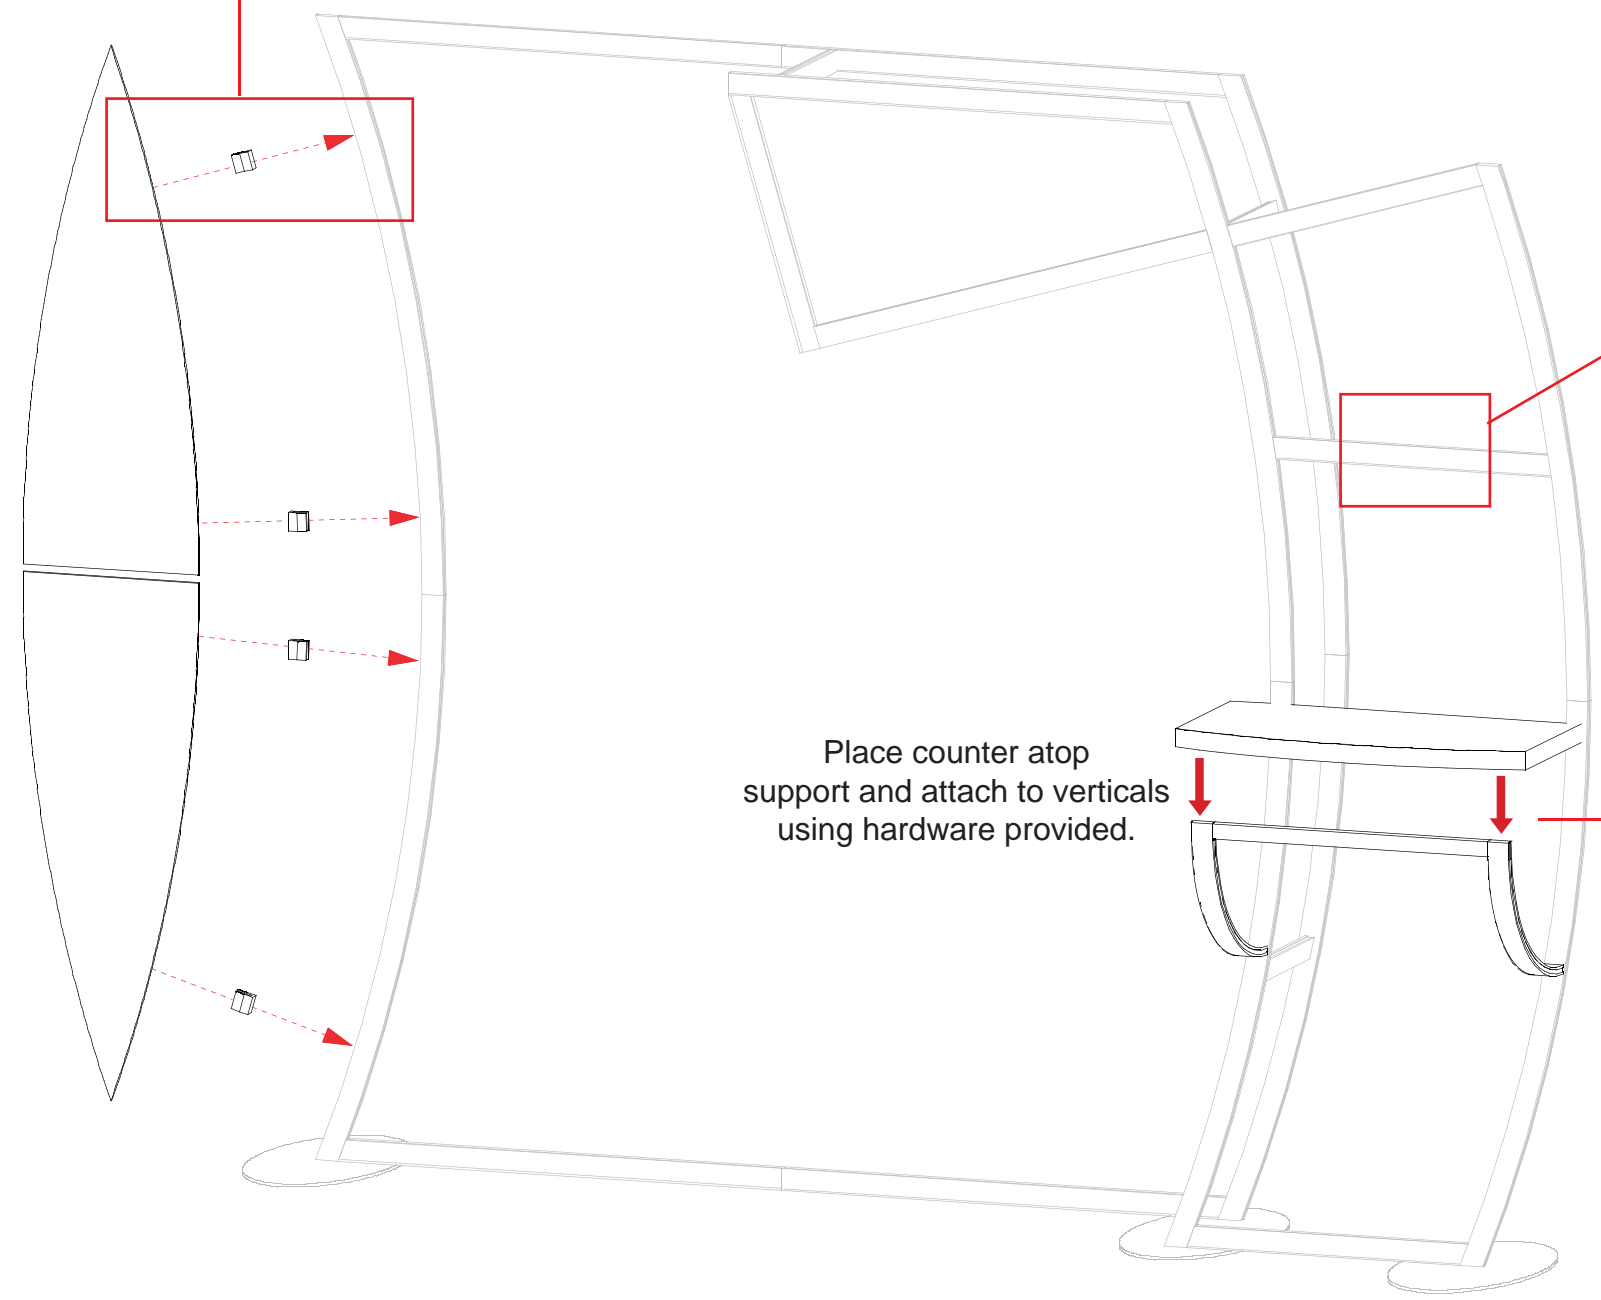 Place counter atop
support and attach to verticals
using hardware provided.